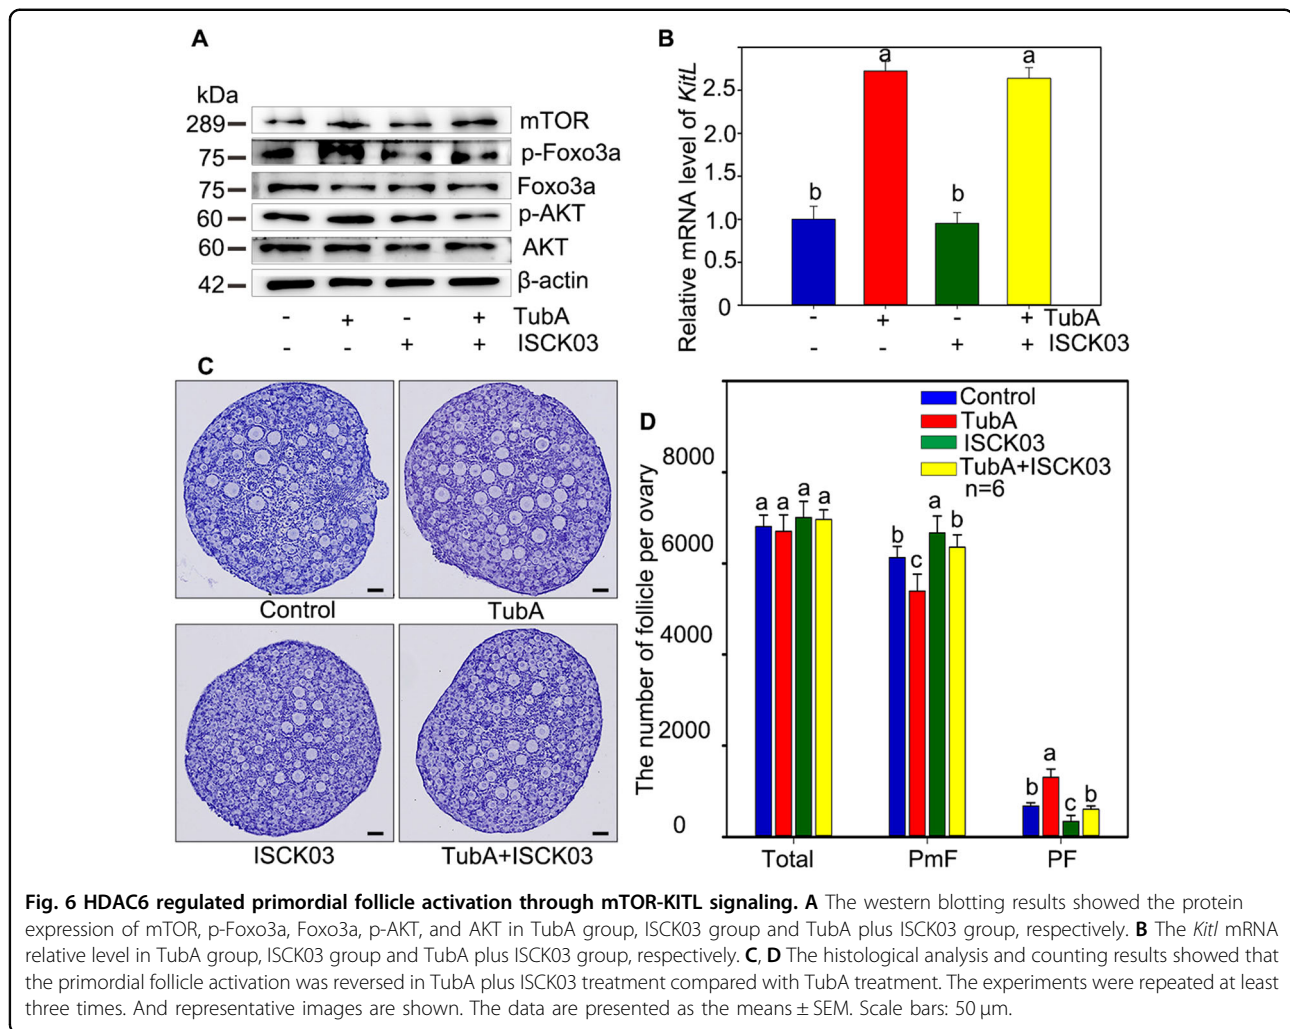 A
kDa
289 mTOR
75 p-Foxo3a
75 Foxo3a
60 p-AKT
60 AKT
42 β-actin
- + - + TubA
- - + + ISCK03
B
Relative mRNA level of KitL
2.5
2.0
1.5
1.0
0.5
0
b a b a
- + - + TubA
- - + + ISCK03
C
Control TubA
ISCK03 TubA+ISCK03
D
Control
TubA
ISCK03
TubA+ISCK03
n=6
The number of follicle per ovary
8000
6000
4000
2000
0
a a a a
b c a b
b a c b
Total PmF PF
Fig. 6 HDAC6 regulated primordial follicle activation through mTOR-KITL signaling. A The western blotting results showed the protein
expression of mTOR, p-Foxo3a, Foxo3a, p-AKT, and AKT in TubA group, ISCK03 group and TubA plus ISCK03 group, respectively. B The Kitl mRNA
relative level in TubA group, ISCK03 group and TubA plus ISCK03 group, respectively. C, D The histological analysis and counting results showed that
the primordial follicle activation was reversed in TubA plus ISCK03 treatment compared with TubA treatment. The experiments were repeated at least
three times. And representative images are shown. The data are presented as the means ± SEM. Scale bars: 50 μm.